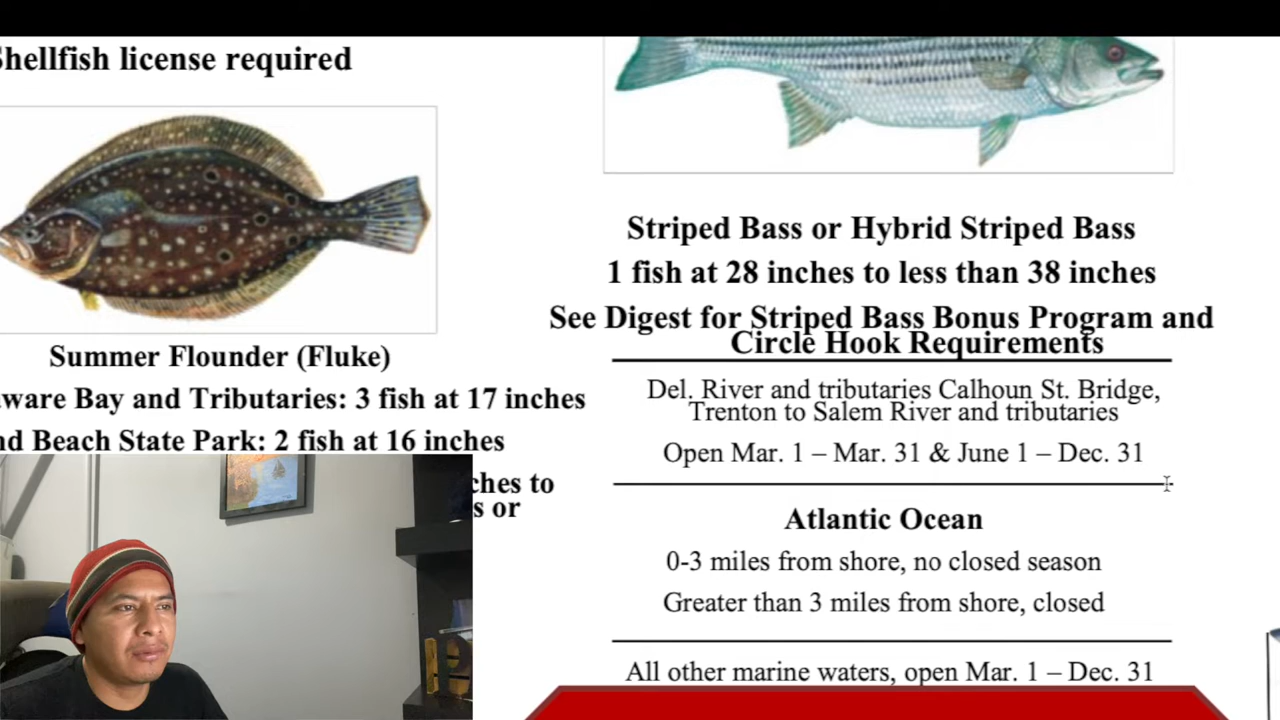 Shellfish license required
Summer Flounder (Fluke)
Bay and Tributaries: 3 fish at 17 inches
Beach State Park: 2 fish at 16 inches
to
or
Striped Bass or Hybrid Striped Bass
1 fish at 28 inches to less than 38 inches
See Digest for Striped Bass Bonus Program and
Circle Hook Requirements
Del. River and tributaries Calhoun St. Bridge,
Trenton to Salem River and tributaries
Open Mar. 1 – Mar. 31 & June 1 – Dec. 31
Atlantic Ocean
0-3 miles from shore, no closed season
Greater than 3 miles from shore, closed
All other marine waters, open Mar. 1 – Dec. 31